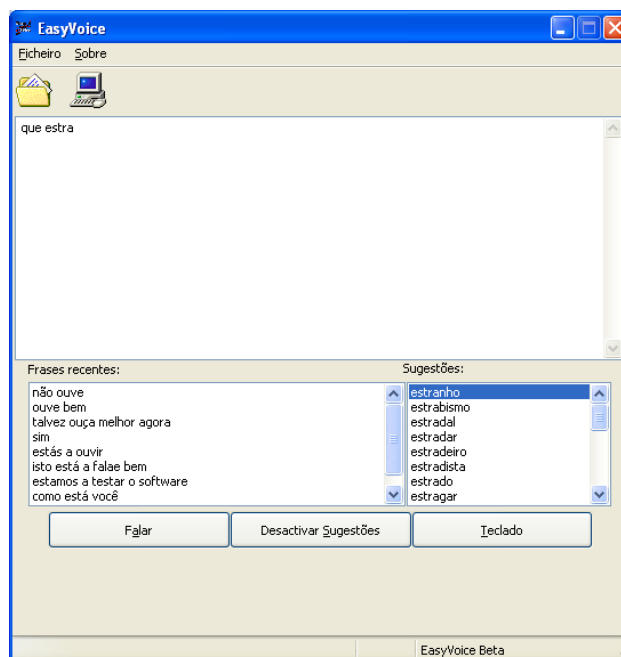 EasyVoice
Ficheiro Sobre
que estra
Frases recentes:
Sugestões:
não ouve
ouve bem
talvez ouça melhor agora
sim
estás a ouvir
isto está a falae bem
estamos a testar o software
como está você
estranho
estrabismo
estradal
estradar
estradeiro
estradista
estrado
estragar
Falar
Desactivar Sugestões
Teclado
EasyVoice Beta